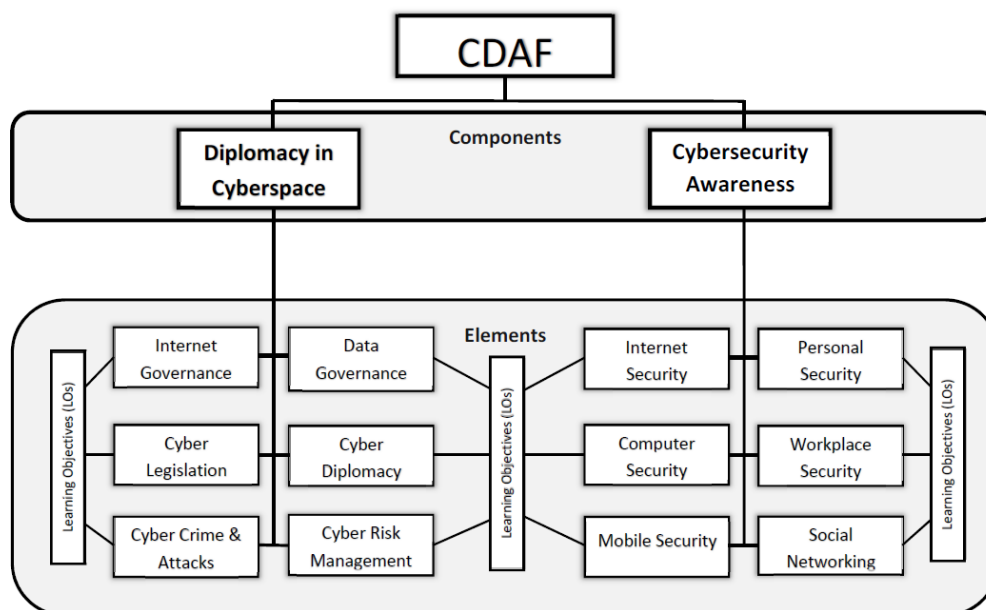 CDAF
Components
Diplomacy in
Cyberspace
Cybersecurity
Awareness
Elements
Learning Objectives (LOs)
Internet
Governance
Data
Governance
Cyber
Legislation
Cyber
Diplomacy
Cyber Crime &
Attacks
Cyber Risk
Management
Learning Objectives (LOs)
Internet
Security
Personal
Security
Computer
Security
Workplace
Security
Mobile Security
Social
Networking
Learning Objectives (LOs)